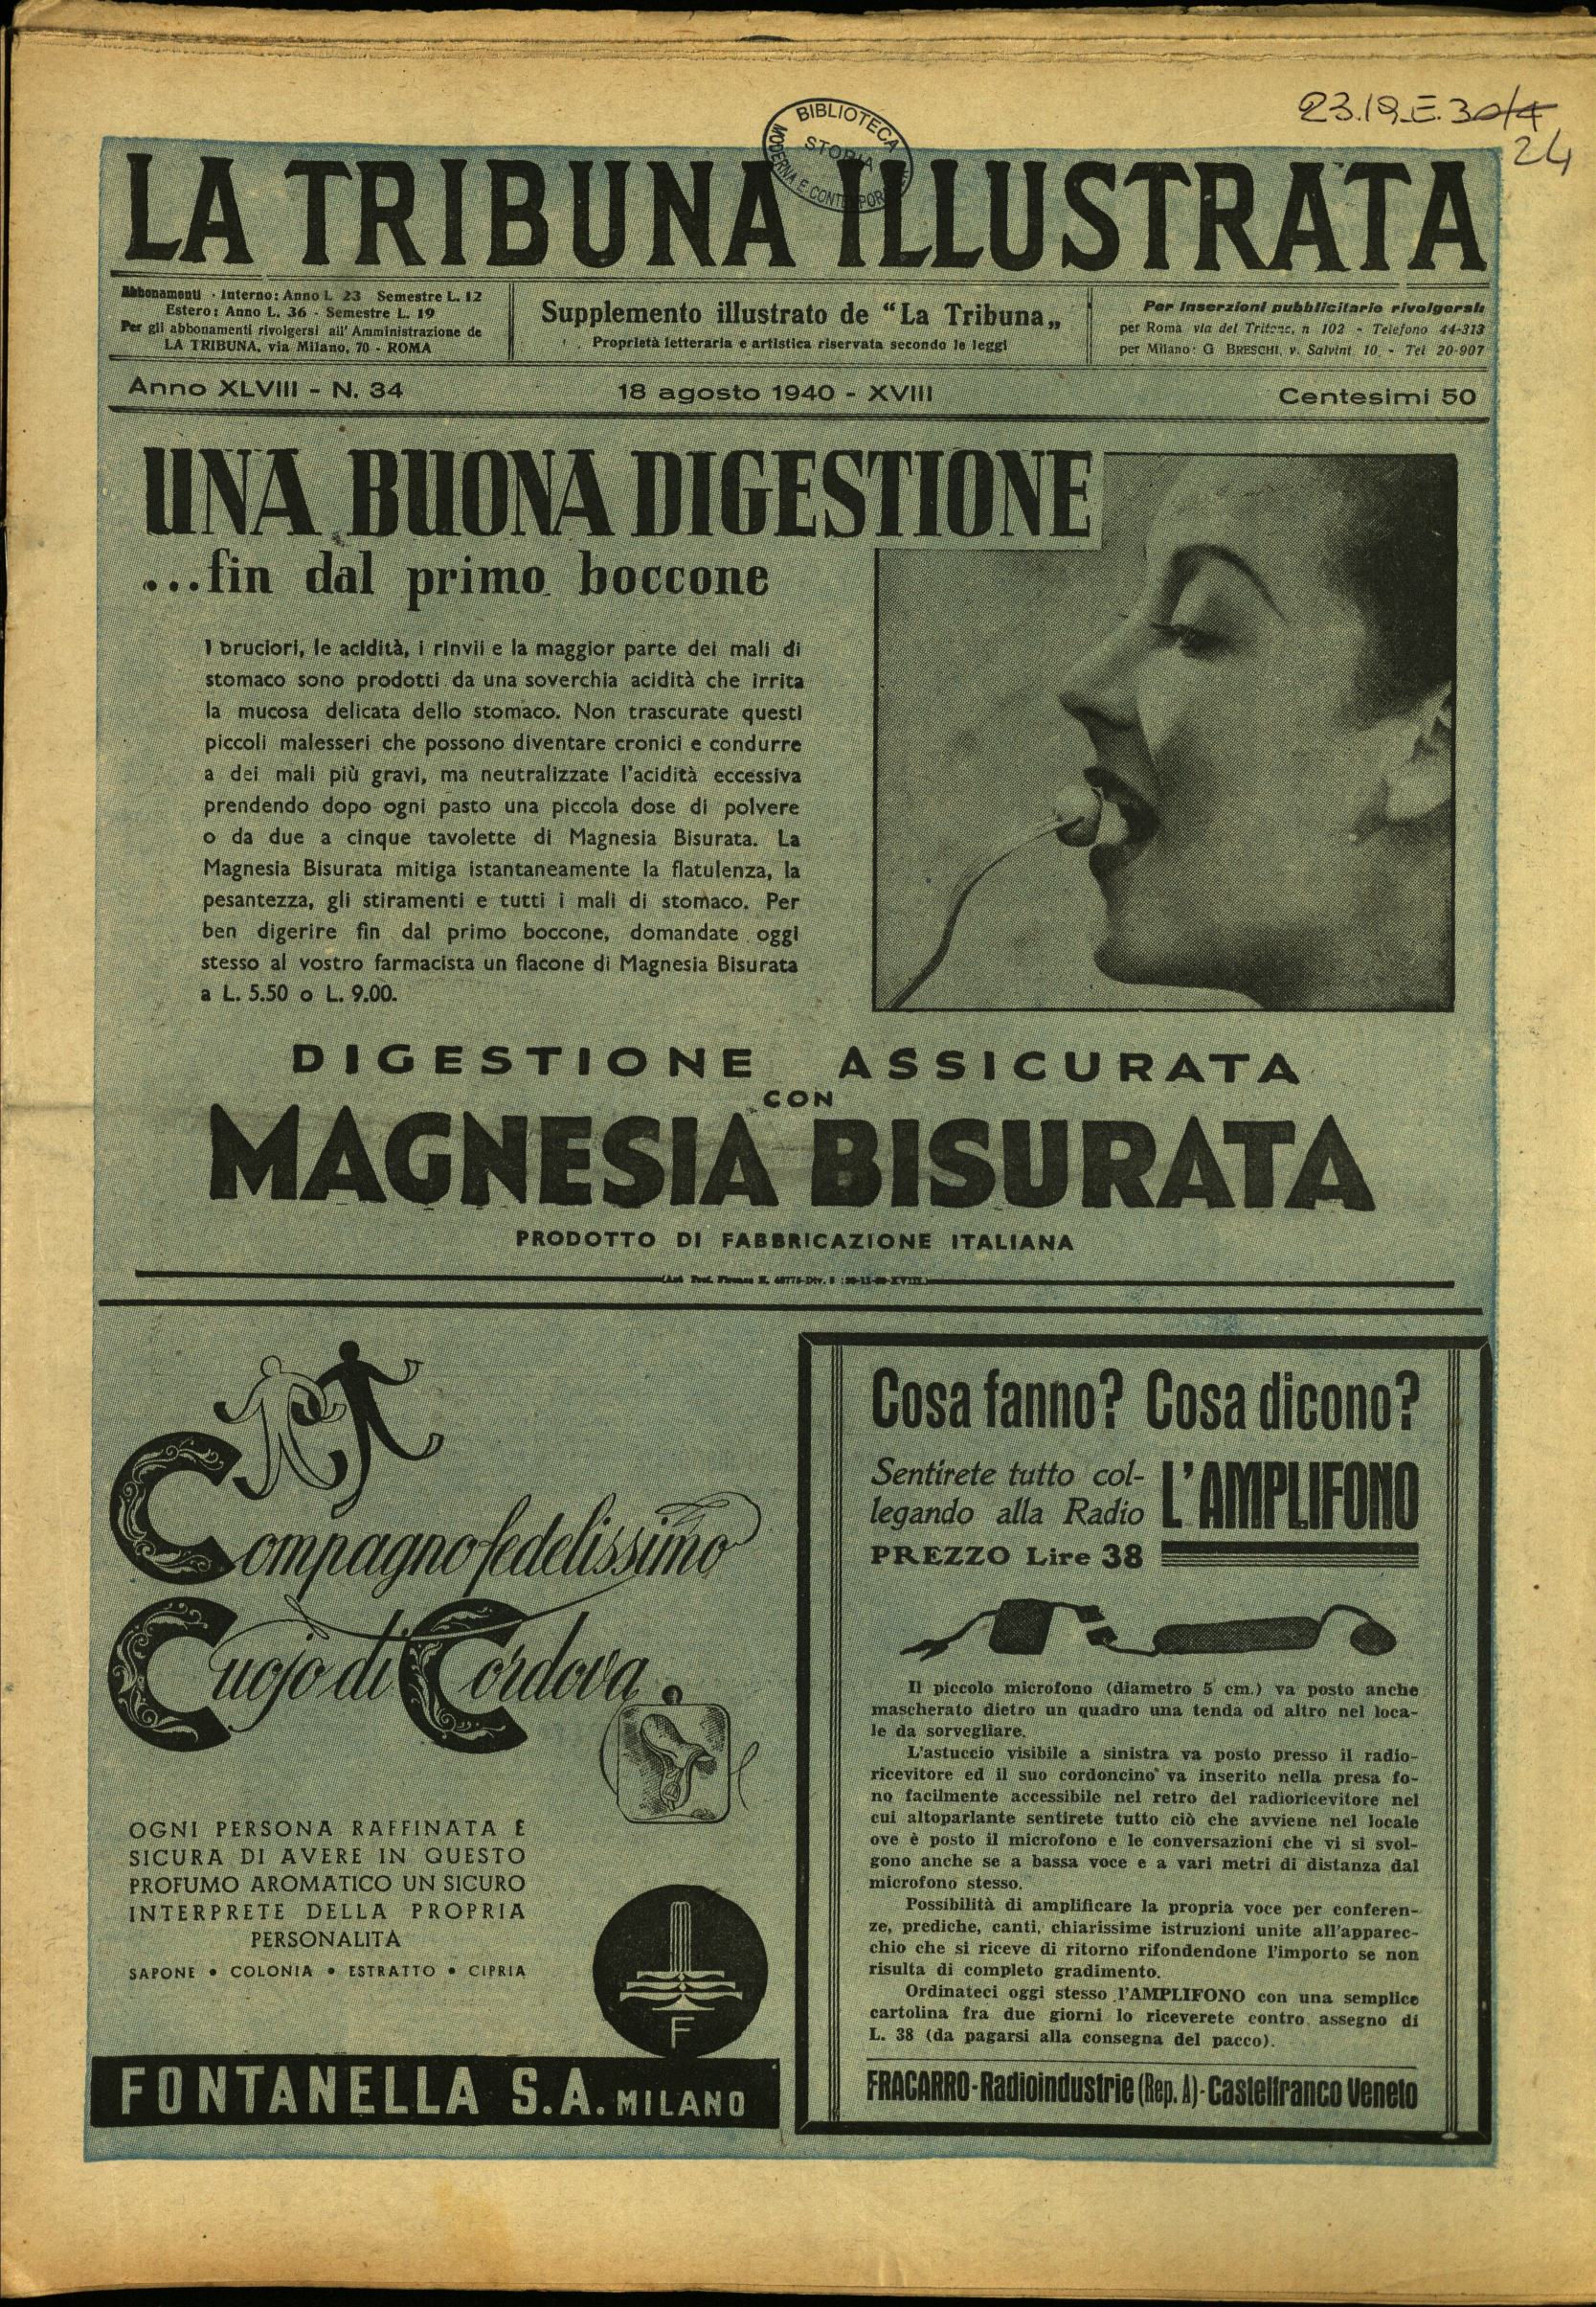 23.19.E.30/4
24
BIBLIOTECA
STORIA
MODERNA E CONTEMPORANEA
LA TRIBUNA ILLUSTRATA
Abbonamenti - Interno: Anno L. 23 Semestre L. 12
Estero: Anno L. 36 - Semestre L. 19
Per gli abbonamenti rivolgersi all'Amministrazione de
LA TRIBUNA, via Milano, 70 - ROMA
Supplemento illustrato de "La Tribuna„
Proprietà letteraria e artistica riservata secondo le leggi
Per inserzioni pubblicitarie rivolgersi:
per Roma via del Tritone, n 102 - Telefono 44-313
per Milano: G BRESCHI, v. Salvini 10 - Tel 20-907
Anno XLVIII - N. 34
18 agosto 1940 - XVIII
Centesimi 50
UNA BUONA DIGESTIONE
...fin dal primo boccone
I bruciori, le acidità, i rinvii e la maggior parte dei mali di
stomaco sono prodotti da una soverchia acidità che irrita
la mucosa delicata dello stomaco. Non trascurate questi
piccoli malesseri che possono diventare cronici e condurre
a dei mali più gravi, ma neutralizzate l'acidità eccessiva
prendendo dopo ogni pasto una piccola dose di polvere
o da due a cinque tavolette di Magnesia Bisurata. La
Magnesia Bisurata mitiga istantaneamente la flatulenza, la
pesantezza, gli stiramenti e tutti i mali di stomaco. Per
ben digerire fin dal primo boccone, domandate oggi
stesso al vostro farmacista un flacone di Magnesia Bisurata
a L. 5.50 o L. 9.00.
DIGESTIONE ASSICURATA
CON
MAGNESIA BISURATA
PRODOTTO DI FABBRICAZIONE ITALIANA
(Aut. Pref. Firenze N.
Compagno fedelissimo
Cuojo di Cordova
OGNI PERSONA RAFFINATA È
SICURA DI AVERE IN QUESTO
PROFUMO AROMATICO UN SICURO
INTERPRETE DELLA PROPRIA
PERSONALITÀ
SAPONE • COLONIA • ESTRATTO • CIPRIA
F
FONTANELLA S.A. MILANO
Cosa fanno? Cosa dicono?
Sentirete tutto col-
legando alla Radio
L'AMPLIFONO
PREZZO Lire 38
Il piccolo microfono (diametro 5 cm.) va posto anche
mascherato dietro un quadro una tenda od altro nel loca-
le da sorvegliare.
L'astuccio visibile a sinistra va posto presso il radio-
ricevitore ed il suo cordoncino va inserito nella presa fo-
no facilmente accessibile nel retro del radioricevitore nel
cui altoparlante sentirete tutto ciò che avviene nel locale
ove è posto il microfono e le conversazioni che vi si svol-
gono anche se a bassa voce e a vari metri di distanza dal
microfono stesso.
Possibilità di amplificare la propria voce per conferen-
ze, prediche, canti, chiarissime istruzioni unite all'apparec-
chio che si riceve di ritorno rifondendone l'importo se non
risulta di completo gradimento.
Ordinateci oggi stesso l'AMPLIFONO con una semplice
cartolina fra due giorni lo riceverete contro assegno di
L. 38 (da pagarsi alla consegna del pacco).
FRACARRO-Radioindustrie (Rep. A)-Castelfranco Veneto